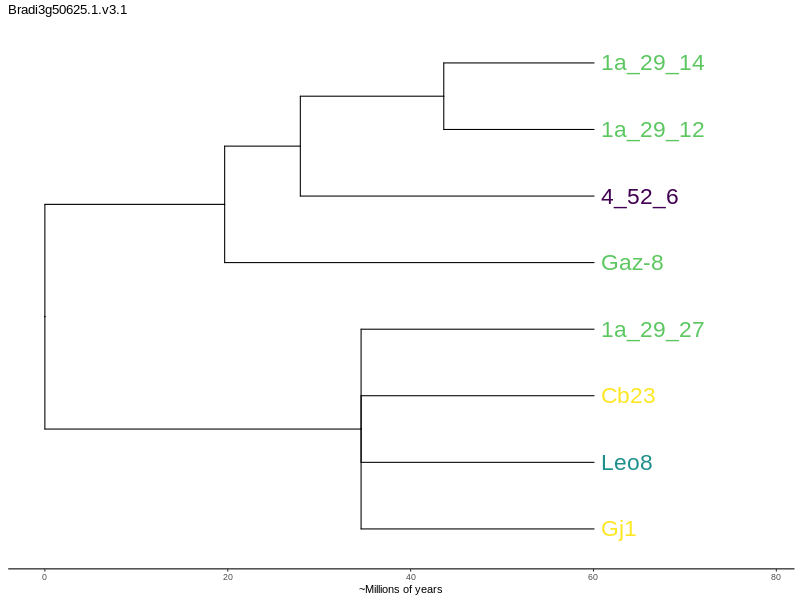 Bradi3g50625.1.v3.1
1a_29_14
1a_29_12
4_52_6
Gaz-8
1a_29_27
Cb23
Leo8
Gj1
0 20 40 60 80
~Millions of years